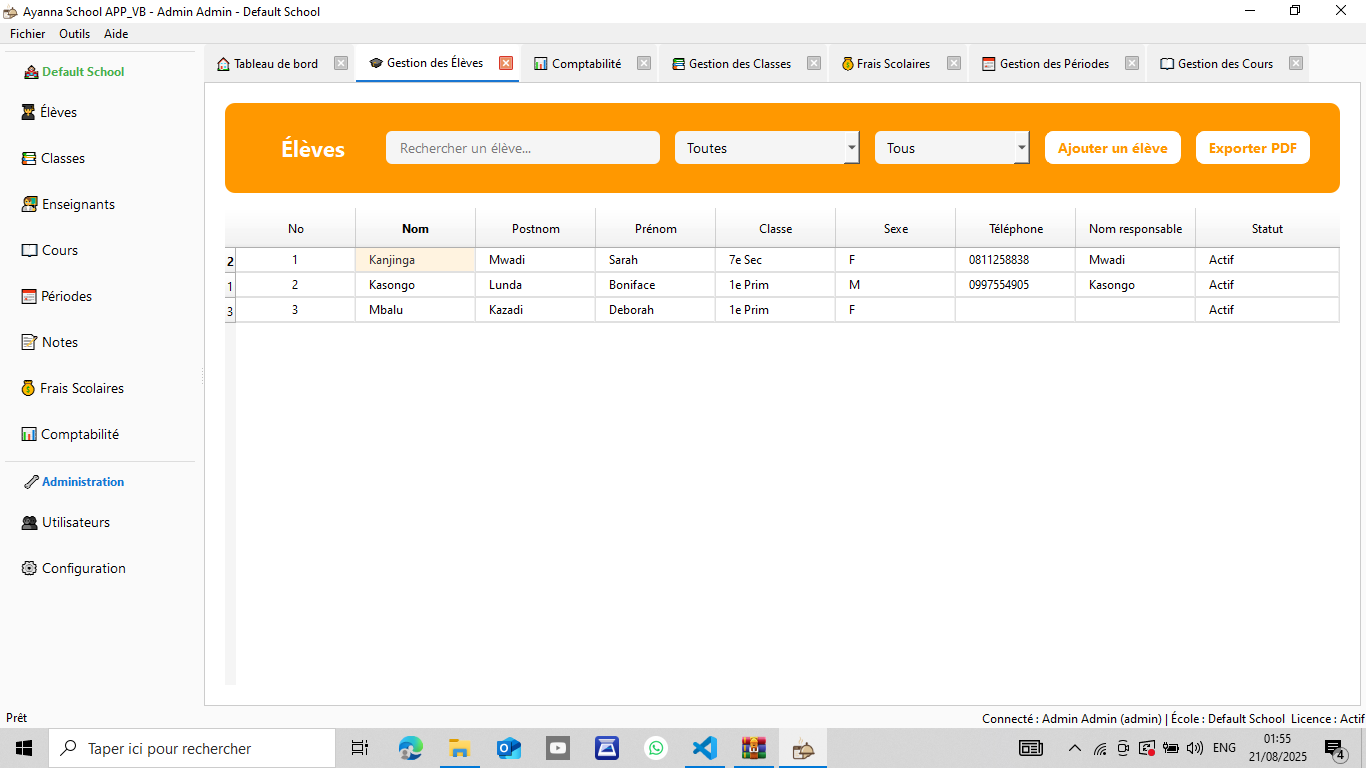 Ayanna School APP_VB - Admin Admin - Default School
Fichier Outils Aide
Default School
Élèves
Classes
Enseignants
Cours
Périodes
Notes
Frais Scolaires
Comptabilité
Administration
Utilisateurs
Configuration
Tableau de bord Gestion des Élèves Comptabilité Gestion des Classes Frais Scolaires Gestion des Périodes Gestion des Cours
Élèves Rechercher un élève... Toutes Tous Ajouter un élève Exporter PDF
No Nom Postnom Prénom Classe Sexe Téléphone Nom responsable Statut
2 1 Kanjinga Mwadi Sarah 7e Sec F 0811258838 Mwadi Actif
1 2 Kasongo Lunda Boniface 1e Prim M 0997554905 Kasongo Actif
3 3 Mbalu Kazadi Deborah 1e Prim F Actif
Prêt Connecté : Admin Admin (admin) | École : Default School Licence : Actif
Taper ici pour rechercher ENG 01:55
21/08/2025 4